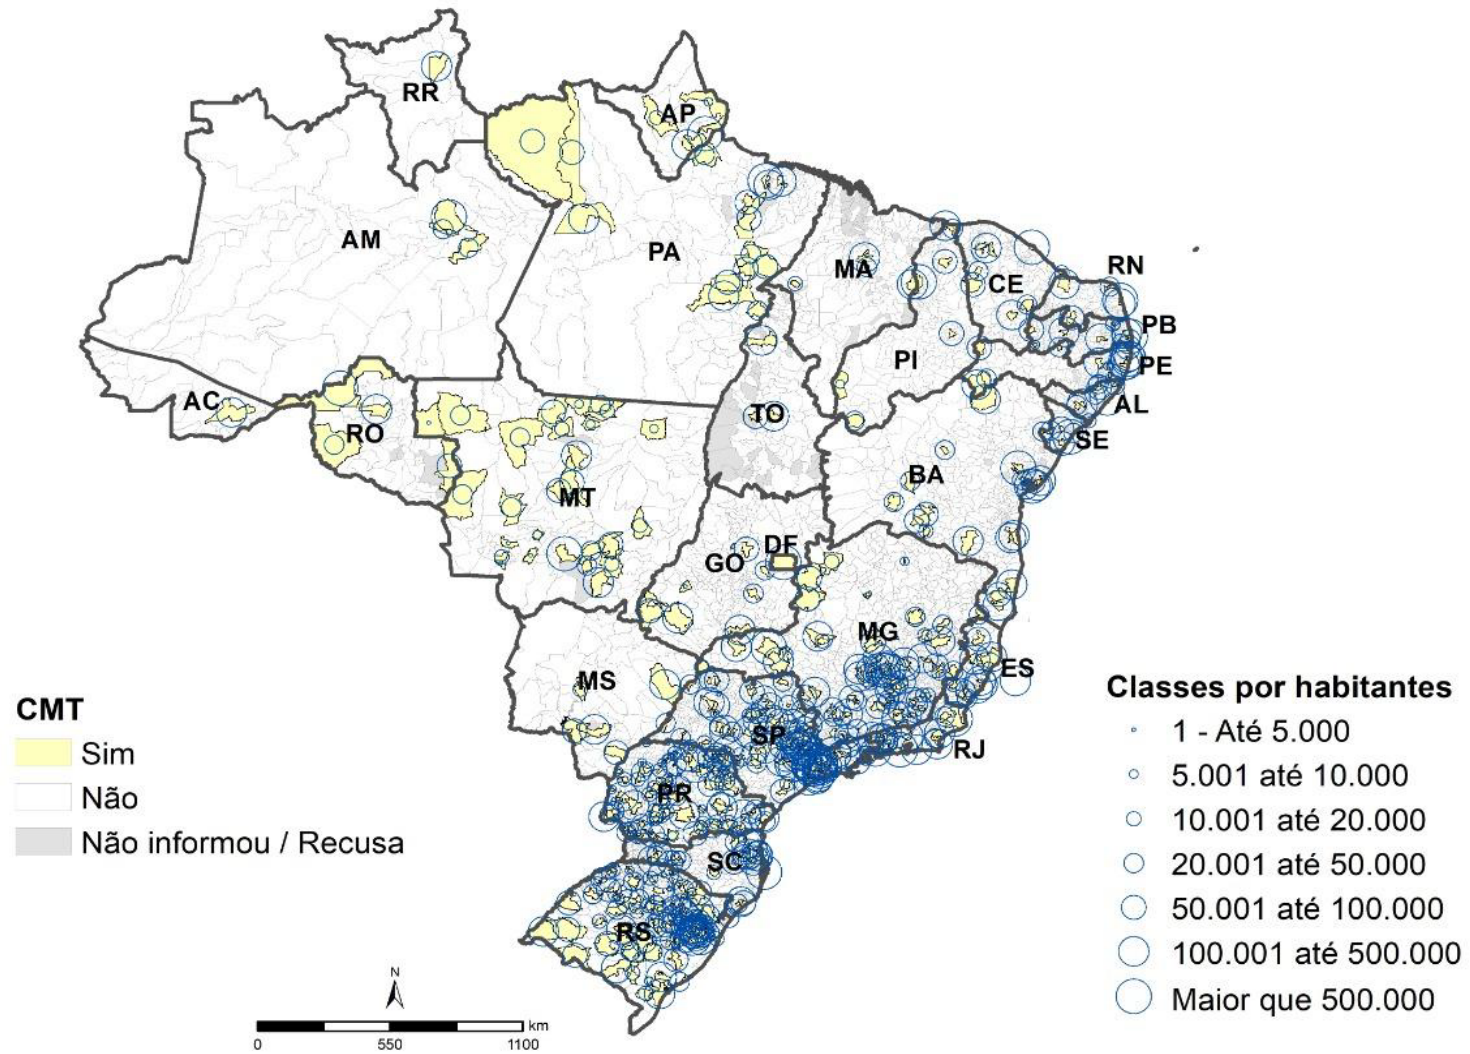 RR
AP
AM
PA
MA
CE
RN
PB
PE
AL
SE
PI
AC
RO
TO
BA
MT
GO
DF
MG
ES
MS
SP
RJ
PR
SC
RS
CMT
Sim
Não
Não informou / Recusa
Classes por habitantes
1 - Até 5.000
5.001 até 10.000
10.001 até 20.000
20.001 até 50.000
50.001 até 100.000
100.001 até 500.000
Maior que 500.000
N
km
0 550 1100